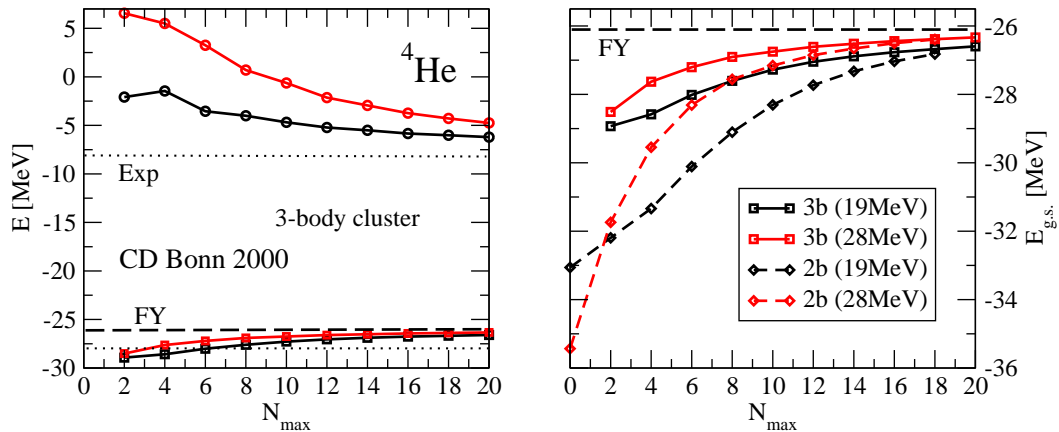 5
0
-5
-10
-15
-20
-25
-30
E [MeV]
⁴He
Exp
3-body cluster
CD Bonn 2000
FY
0 2 4 6 8 10 12 14 16 18 20
N_max
FY
3b (19MeV)
3b (28MeV)
2b (19MeV)
2b (28MeV)
-26
-28
-30
-32
-34
-36
E_g.s. [MeV]
0 2 4 6 8 10 12 14 16 18 20
N_max